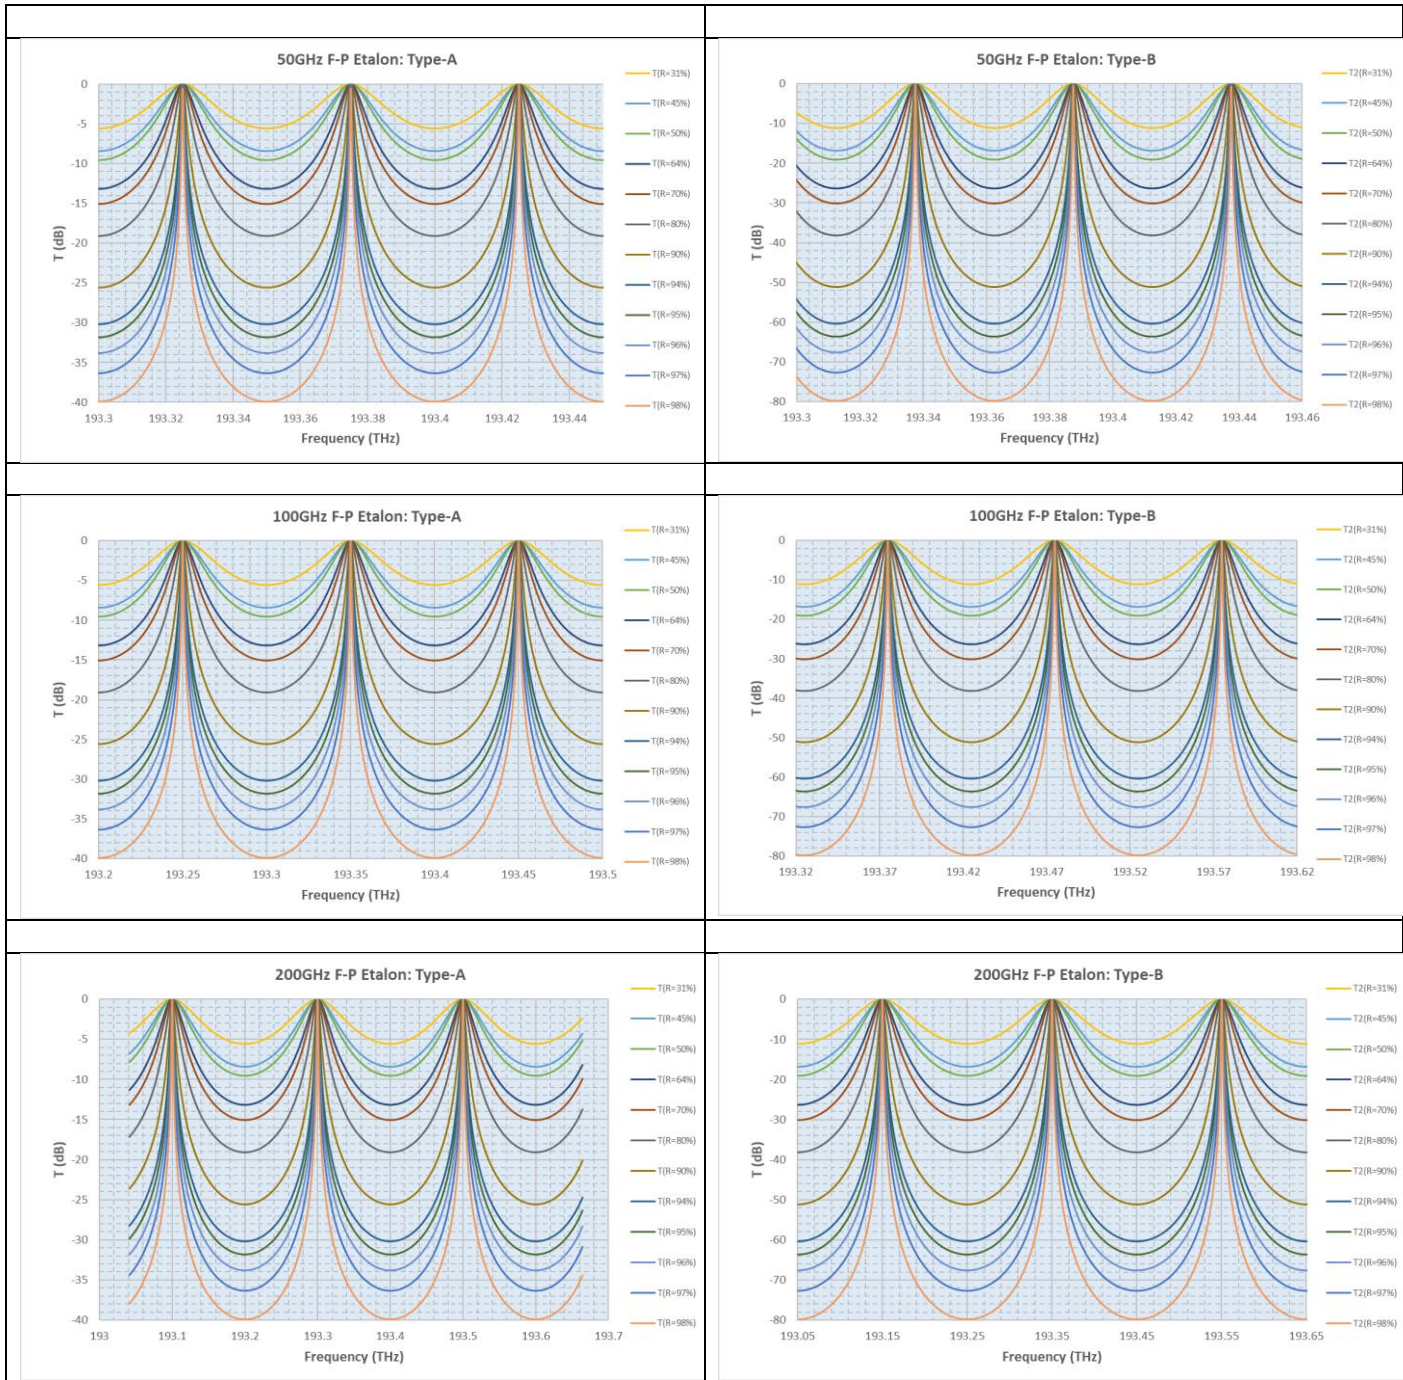 50GHz F-P Etalon: Type-A
T (dB)
0
-5
-10
-15
-20
-25
-30
-35
-40
193.3 193.32 193.34 193.36 193.38 193.4 193.42 193.44
Frequency (THz)
T(R=31%)
T(R=45%)
T(R=50%)
T(R=64%)
T(R=70%)
T(R=80%)
T(R=90%)
T(R=94%)
T(R=95%)
T(R=96%)
T(R=97%)
T(R=98%)
50GHz F-P Etalon: Type-B
T (dB)
0
-10
-20
-30
-40
-50
-60
-70
-80
193.3 193.32 193.34 193.36 193.38 193.4 193.42 193.44 193.46
Frequency (THz)
T2(R=31%)
T2(R=45%)
T2(R=50%)
T2(R=64%)
T2(R=70%)
T2(R=80%)
T2(R=90%)
T2(R=94%)
T2(R=95%)
T2(R=96%)
T2(R=97%)
T2(R=98%)
100GHz F-P Etalon: Type-A
T (dB)
0
-5
-10
-15
-20
-25
-30
-35
-40
193.2 193.25 193.3 193.35 193.4 193.45 193.5
Frequency (THz)
T(R=31%)
T(R=45%)
T(R=50%)
T(R=64%)
T(R=70%)
T(R=80%)
T(R=90%)
T(R=94%)
T(R=95%)
T(R=96%)
T(R=97%)
T(R=98%)
100GHz F-P Etalon: Type-B
T (dB)
0
-10
-20
-30
-40
-50
-60
-70
-80
193.32 193.37 193.42 193.47 193.52 193.57 193.62
Frequency (THz)
T2(R=31%)
T2(R=45%)
T2(R=50%)
T2(R=64%)
T2(R=70%)
T2(R=80%)
T2(R=90%)
T2(R=94%)
T2(R=95%)
T2(R=96%)
T2(R=97%)
T2(R=98%)
200GHz F-P Etalon: Type-A
T (dB)
0
-5
-10
-15
-20
-25
-30
-35
-40
193 193.1 193.2 193.3 193.4 193.5 193.6 193.7
Frequency (THz)
T(R=31%)
T(R=45%)
T(R=50%)
T(R=64%)
T(R=70%)
T(R=80%)
T(R=90%)
T(R=94%)
T(R=95%)
T(R=96%)
T(R=97%)
T(R=98%)
200GHz F-P Etalon: Type-B
T (dB)
0
-10
-20
-30
-40
-50
-60
-70
-80
193.05 193.15 193.25 193.35 193.45 193.55 193.65
Frequency (THz)
T2(R=31%)
T2(R=45%)
T2(R=50%)
T2(R=64%)
T2(R=70%)
T2(R=80%)
T2(R=90%)
T2(R=94%)
T2(R=95%)
T2(R=96%)
T2(R=97%)
T2(R=98%)